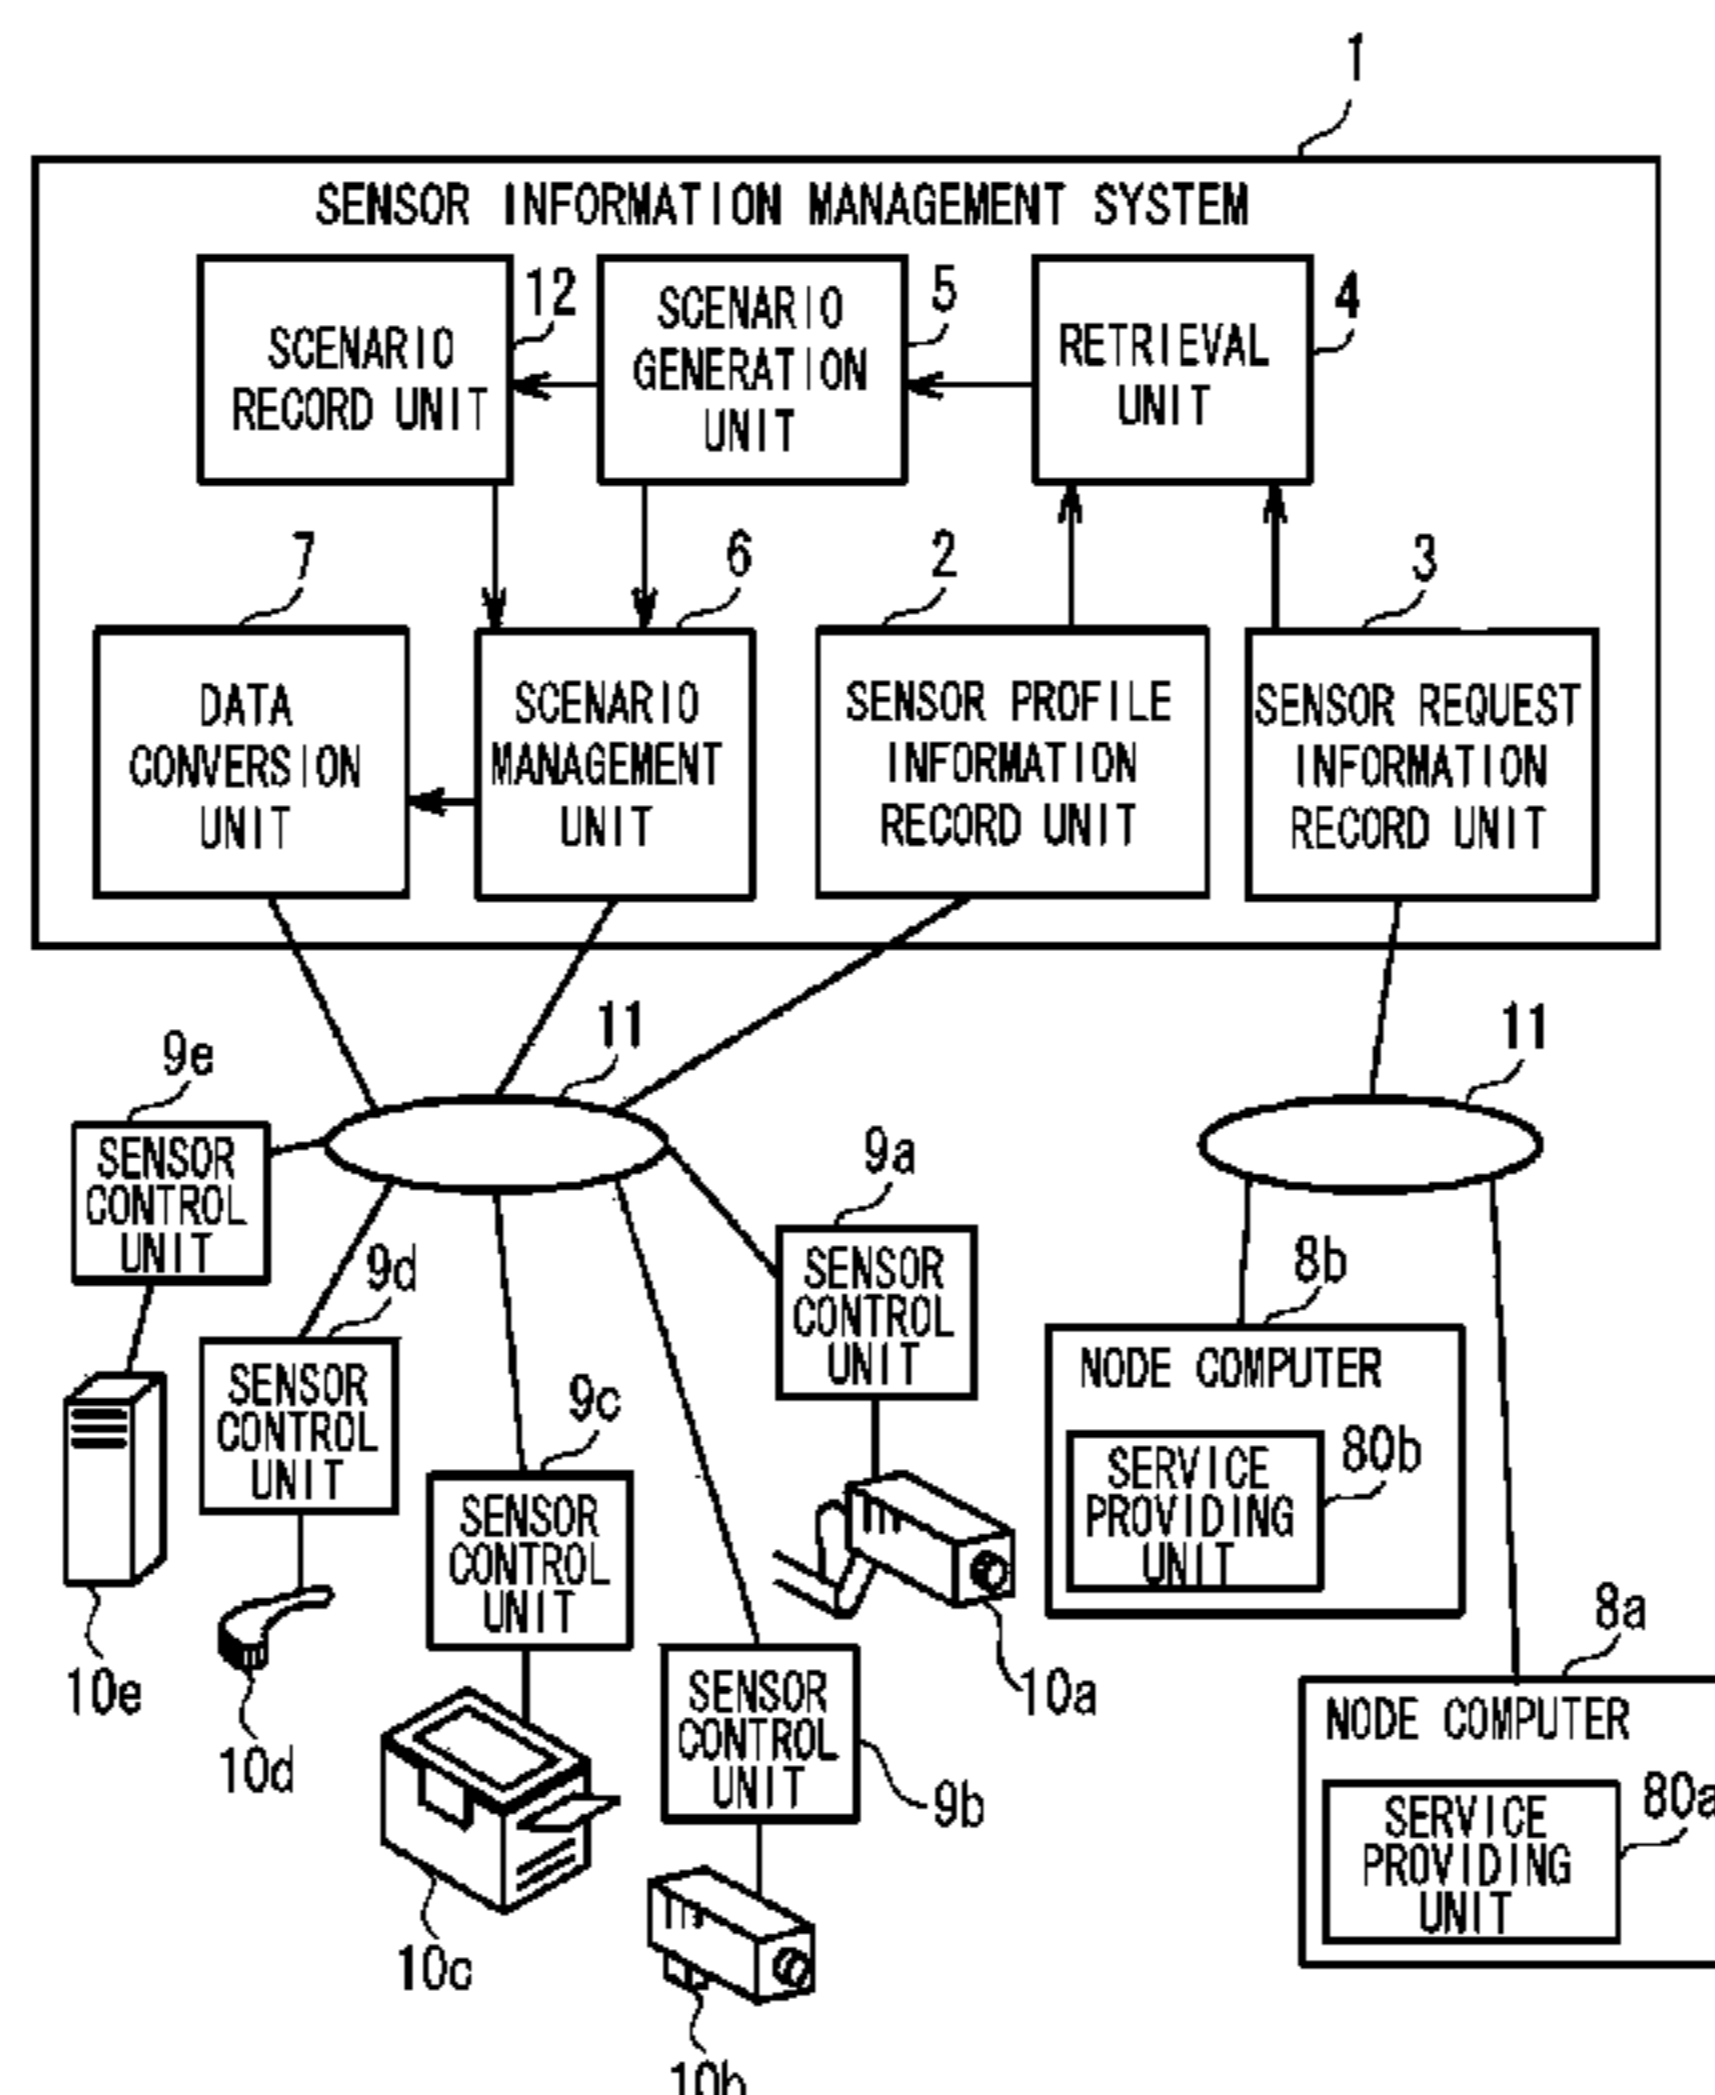 1
SENSOR INFORMATION MANAGEMENT SYSTEM
SCENARIO
RECORD UNIT
12
SCENARIO
GENERATION
UNIT
5
RETRIEVAL
UNIT
4
7
DATA
CONVERSION
UNIT
6
SCENARIO
MANAGEMENT
UNIT
2
SENSOR PROFILE
INFORMATION
RECORD UNIT
3
SENSOR REQUEST
INFORMATION
RECORD UNIT
11
11
9e
SENSOR
CONTROL
UNIT
10e
9d
SENSOR
CONTROL
UNIT
10d
9c
SENSOR
CONTROL
UNIT
10c
SENSOR
CONTROL
UNIT
9b
10b
9a
SENSOR
CONTROL
UNIT
10a
8b
NODE COMPUTER
SERVICE
PROVIDING
UNIT
80b
8a
NODE COMPUTER
SERVICE
PROVIDING
UNIT
80a